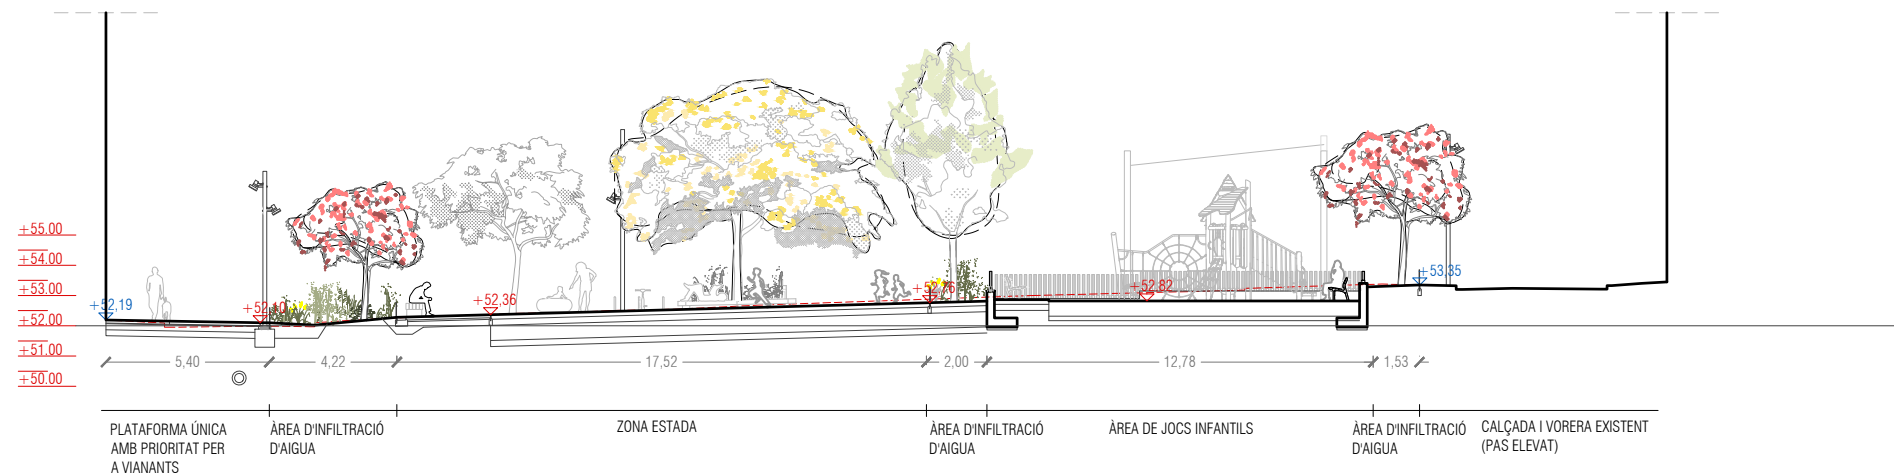 +55.00
+54.00
+53.00
+52.00
+51.00
+50.00
+52,19
+52,10
+52,36
+52,76
+52,82
+53,35
5,40
4,22
17,52
2,00
12,78
1,53
PLATAFORMA ÚNICA
AMB PRIORITAT PER
A VIANANTS
ÀREA D'INFILTRACIÓ
D'AIGUA
ZONA ESTADA
ÀREA D'INFILTRACIÓ
D'AIGUA
ÀREA DE JOCS INFANTILS
ÀREA D'INFILTRACIÓ
D'AIGUA
CALÇADA I VORERA EXISTENT
(PAS ELEVAT)